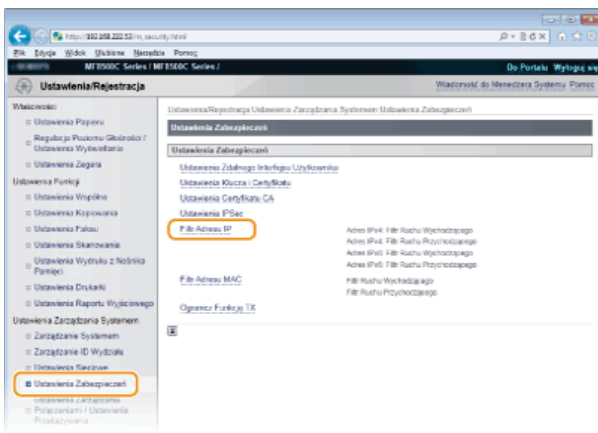 Plik Edycja Widok Ulubione Narzędzia Pomoc
MF8500C Series / MF8500C Series /
Do Portalu Wyloguj się
Ustawienia/Rejestracja
Wiadomość do Menedżera Systemu Pomoc
Właściwości
Ustawienia Papieru
Regulacja Poziomu Głośności /
Ustawienia Wyświetlania
Ustawienia Zegara
Ustawienia Funkcji
Ustawienia Wspólne
Ustawienia Kopiowania
Ustawienia Faksu
Ustawienia Skanowania
Ustawienia Wydruku z Nośnika
Pamięci
Ustawienia Drukarki
Ustawienia Raportu Wyjściowego
Ustawienia Zarządzania Systemem
Zarządzanie Systemem
Zarządzanie ID Wydziału
Ustawienia Sieciowe
Ustawienia Zabezpieczeń
Ustawienia Zarządzania
Połączeniami / Ustawienia
Przekazywania
Ustawienia/Rejestracja Ustawienia Zarządzania Systemem Ustawienia Zabezpieczeń
Ustawienia Zabezpieczeń
Ustawienia Zabezpieczeń
Ustawienia Zdalnego Interfejsu Użytkownika
Ustawienia Klucza i Certyfikatu
Ustawienia Certyfikatu CA
Ustawienia IPSec
Filtr Adresu IP
Adres IPv4: Filtr Ruchu Wychodzącego
Adres IPv4: Filtr Ruchu Przychodzącego
Adres IPv6: Filtr Ruchu Wychodzącego
Adres IPv6: Filtr Ruchu Przychodzącego
Filtr Adresu MAC
Filtr Ruchu Wychodzącego
Filtr Ruchu Przychodzącego
Ogranicz Funkcję TX